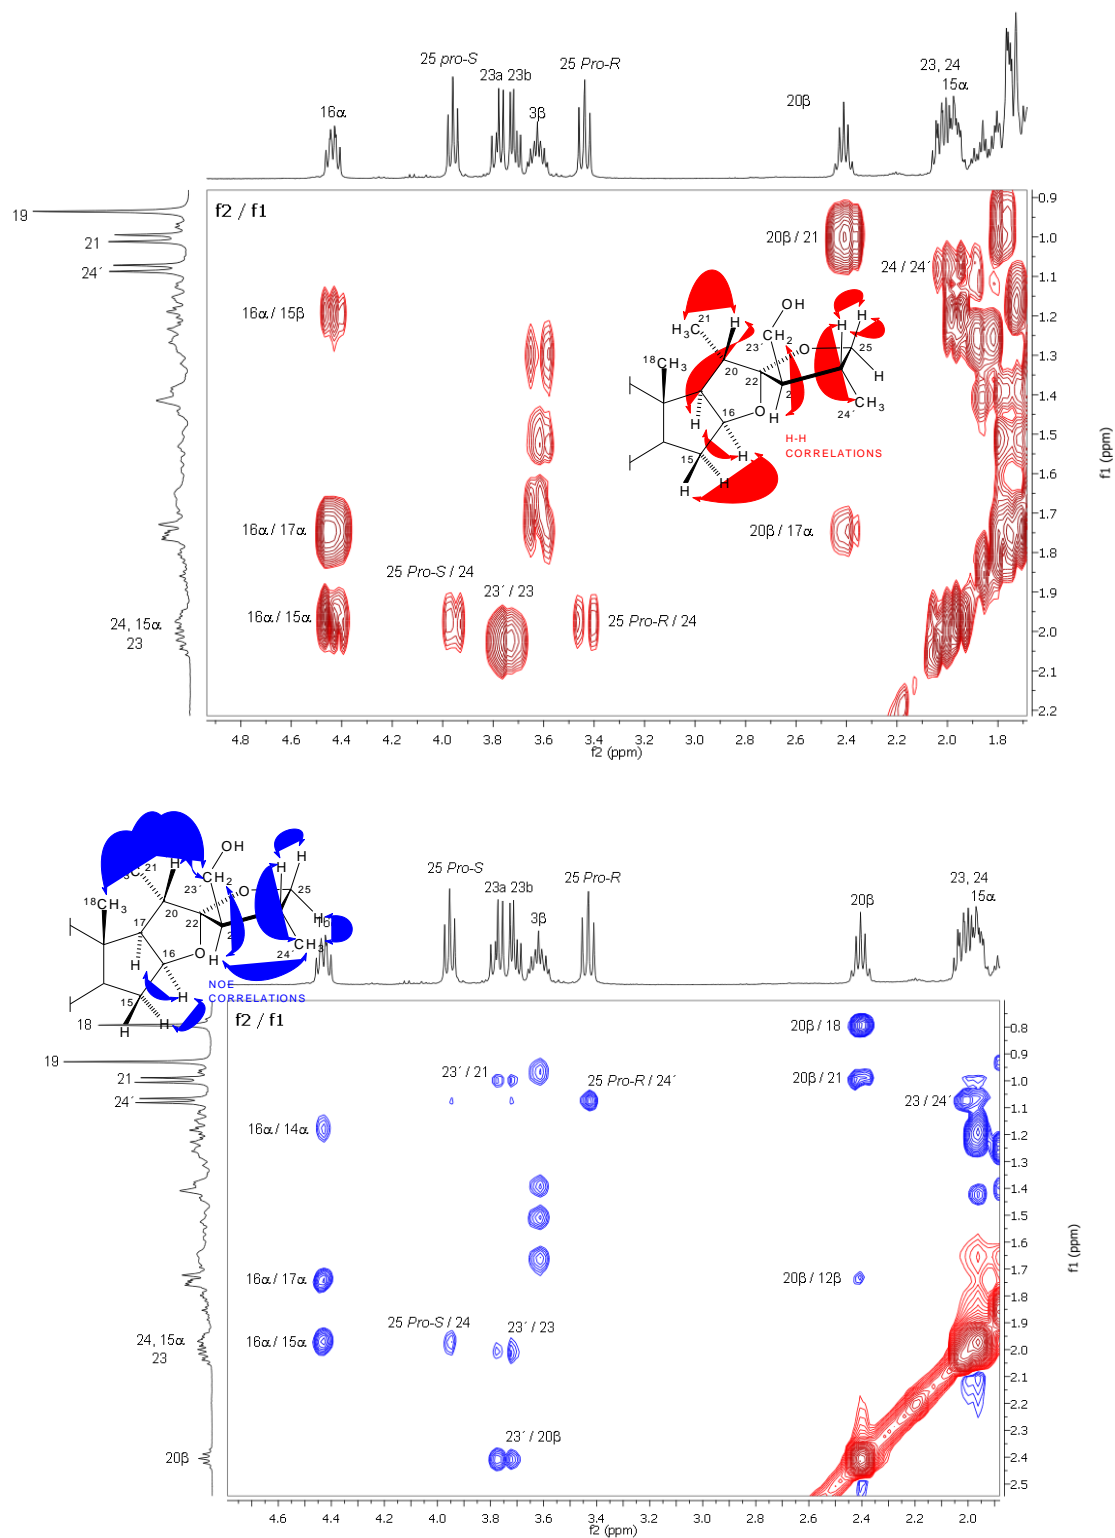 25 pro-S
23a 23b
25 Pro-R
23, 24
15α
16α
3β
20β
19
21
24´
24, 15α
23
f2 / f1
20β / 21
24 / 24´
16α / 15β
16α / 17α
20β / 17α
25 Pro-S / 24
23´ / 23
16α / 15α
25 Pro-R / 24
OH
21
H3C
H
H
H
23´
CH2
O
25
18
CH3
20
22
H
2
24´
CH3
16
O
H
H
H
15
H
H
H-H
CORRELATIONS
0.9
1.0
1.1
1.2
1.3
1.4
1.5
1.6
1.7
1.8
1.9
2.0
2.1
2.2
f1 (ppm)
4.8 4.6 4.4 4.2 4.0 3.8 3.6 3.4 3.2 3.0 2.8 2.6 2.4 2.2 2.0 1.8
f2 (ppm)
OH
21
H
H
H
23´
CH2
O
25
18
CH3
20
17
22
H
16
2
24´
CH3
H
16
O
H
H
15
H
H
NOE
CORRELATIONS
25 Pro-S
23a 23b
25 Pro-R
23, 24
15α
3β
20β
18
19
21
24´
24, 15α
23
20β
f2 / f1
20β / 18
23´ / 21
25 Pro-R / 24´
20β / 21
23 / 24´
16α / 14α
16α / 17α
20β / 12β
25 Pro-S / 24
23´ / 23
16α / 15α
23´ / 20β
0.8
0.9
1.0
1.1
1.2
1.3
1.4
1.5
1.6
1.7
1.8
1.9
2.0
2.1
2.2
2.3
2.4
2.5
f1 (ppm)
4.6 4.4 4.2 4.0 3.8 3.6 3.4 3.2 3.0 2.8 2.6 2.4 2.2 2.0
f2 (ppm)